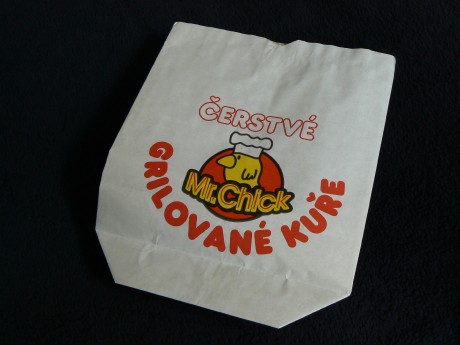 ČERSTVÉ
Mr. Chick
GRILOVANÉ KUŘE